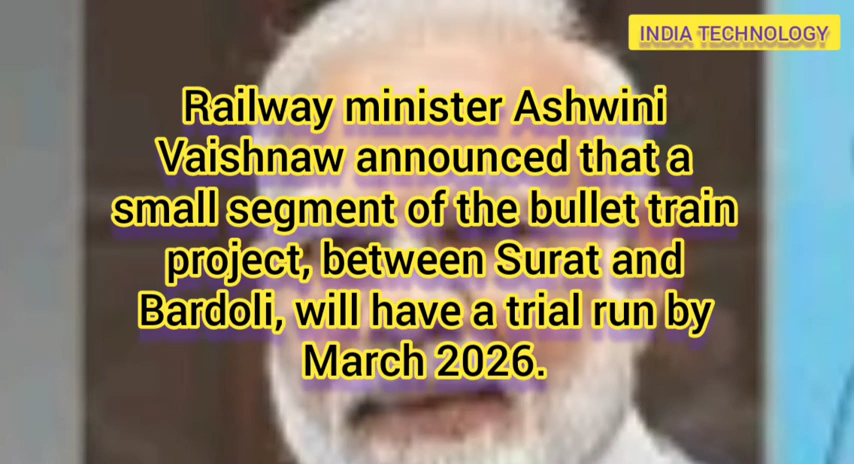 INDIA TECHNOLOGY
Railway minister Ashwini
Vaishnaw announced that a
small segment of the bullet train
project, between Surat and
Bardoli, will have a trial run by
March 2026.